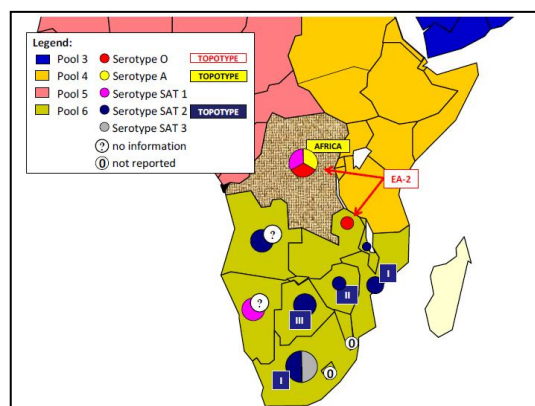 Legend:
Pool 3
Serotype O
TOPOTYPE
Pool 4
Serotype A
TOPOTYPE
Pool 5
Serotype SAT 1
Pool 6
Serotype SAT 2
TOPOTYPE
Serotype SAT 3
? no information
0 not reported
AFRICA
EA-2
?
I
II
?
III
0
I
0